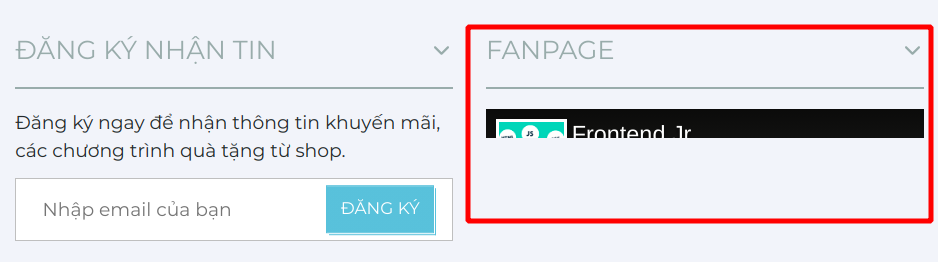 ĐĂNG KÝ NHẬN TIN
Đăng ký ngay để nhận thông tin khuyến mãi,
các chương trình quà tặng từ shop.
Nhập email của bạn
ĐĂNG KÝ
FANPAGE
JS
Frontend Jr